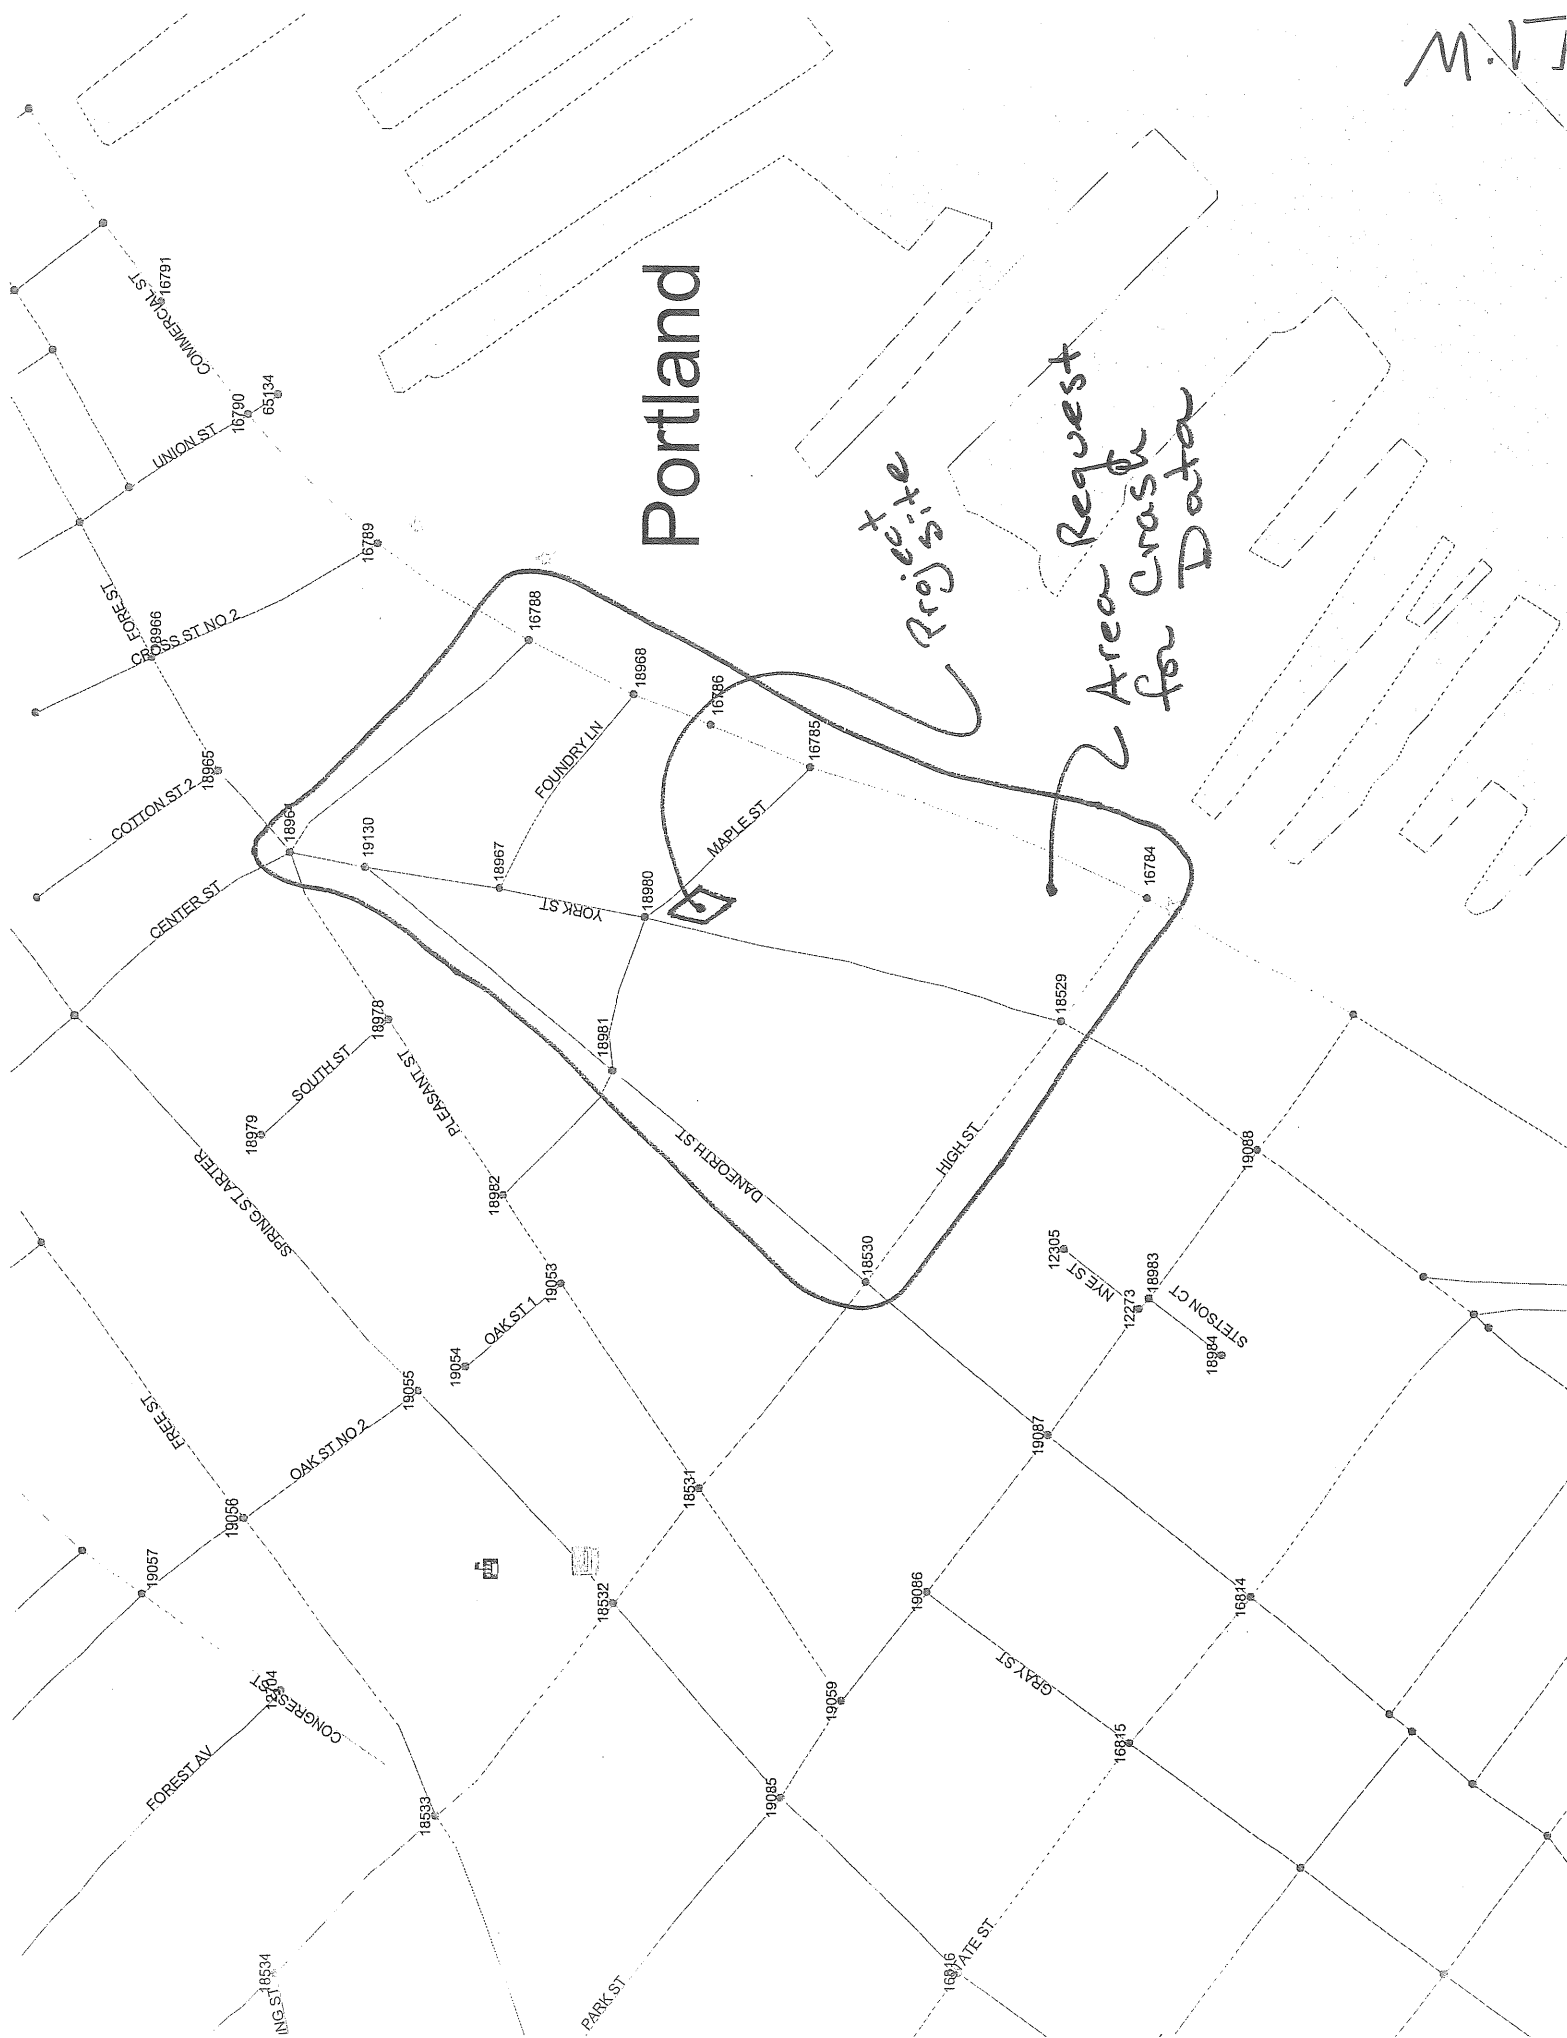 M.I.T
COMMERCIAL ST
16791
16790
65134
UNION ST
16789
FORE ST
18966
CROSS ST NO 2
18965
COTTON ST 2
CENTER ST
19130
16788
18968
16786
16785
FOUNDRY LN
18967
18980
MAPLE ST
YORK ST
Portland
Project
site
Area Request
for Crash
Data
16784
18529
18981
18978
SOUTH ST
18979
PLEASANT ST
18982
DANFORTH ST
HIGH ST
18530
SPRING ST ARTER
19053
OAK ST 1
19054
19055
FREE ST
OAK ST NO 2
19056
19057
18531
18532
19088
12305
NYE ST
12273
18983
STETSON CT
18984
19087
19086
GRAY ST
16814
16815
19059
19085
CONGRESS ST
FOREST AV
18533
18534
ING ST
PARK ST
16816
STATE ST